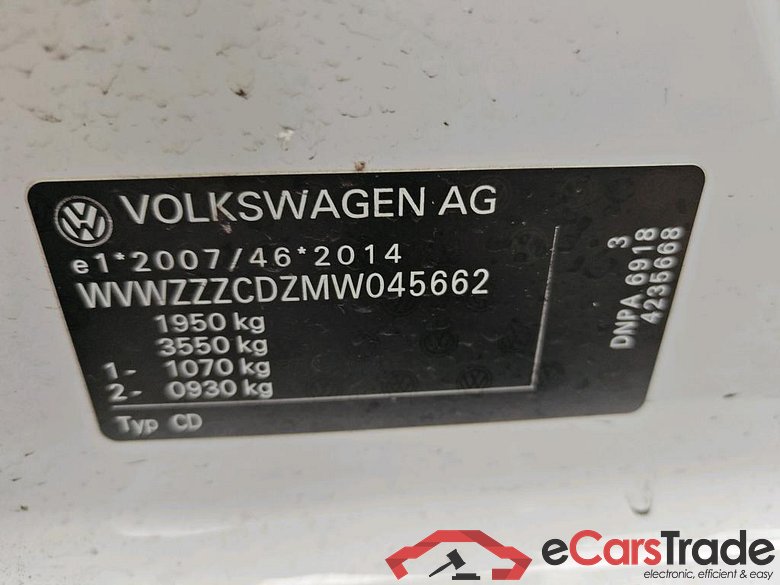 VOLKSWAGEN AG
e1*2007/46*2014
WVWZZZCDZMW045662
1950 kg
3550 kg
1- 1070 kg
2- 0930 kg
Typ CD
3
DNPA 6918
4235668
eCarsTrade
electronic, efficient & easy